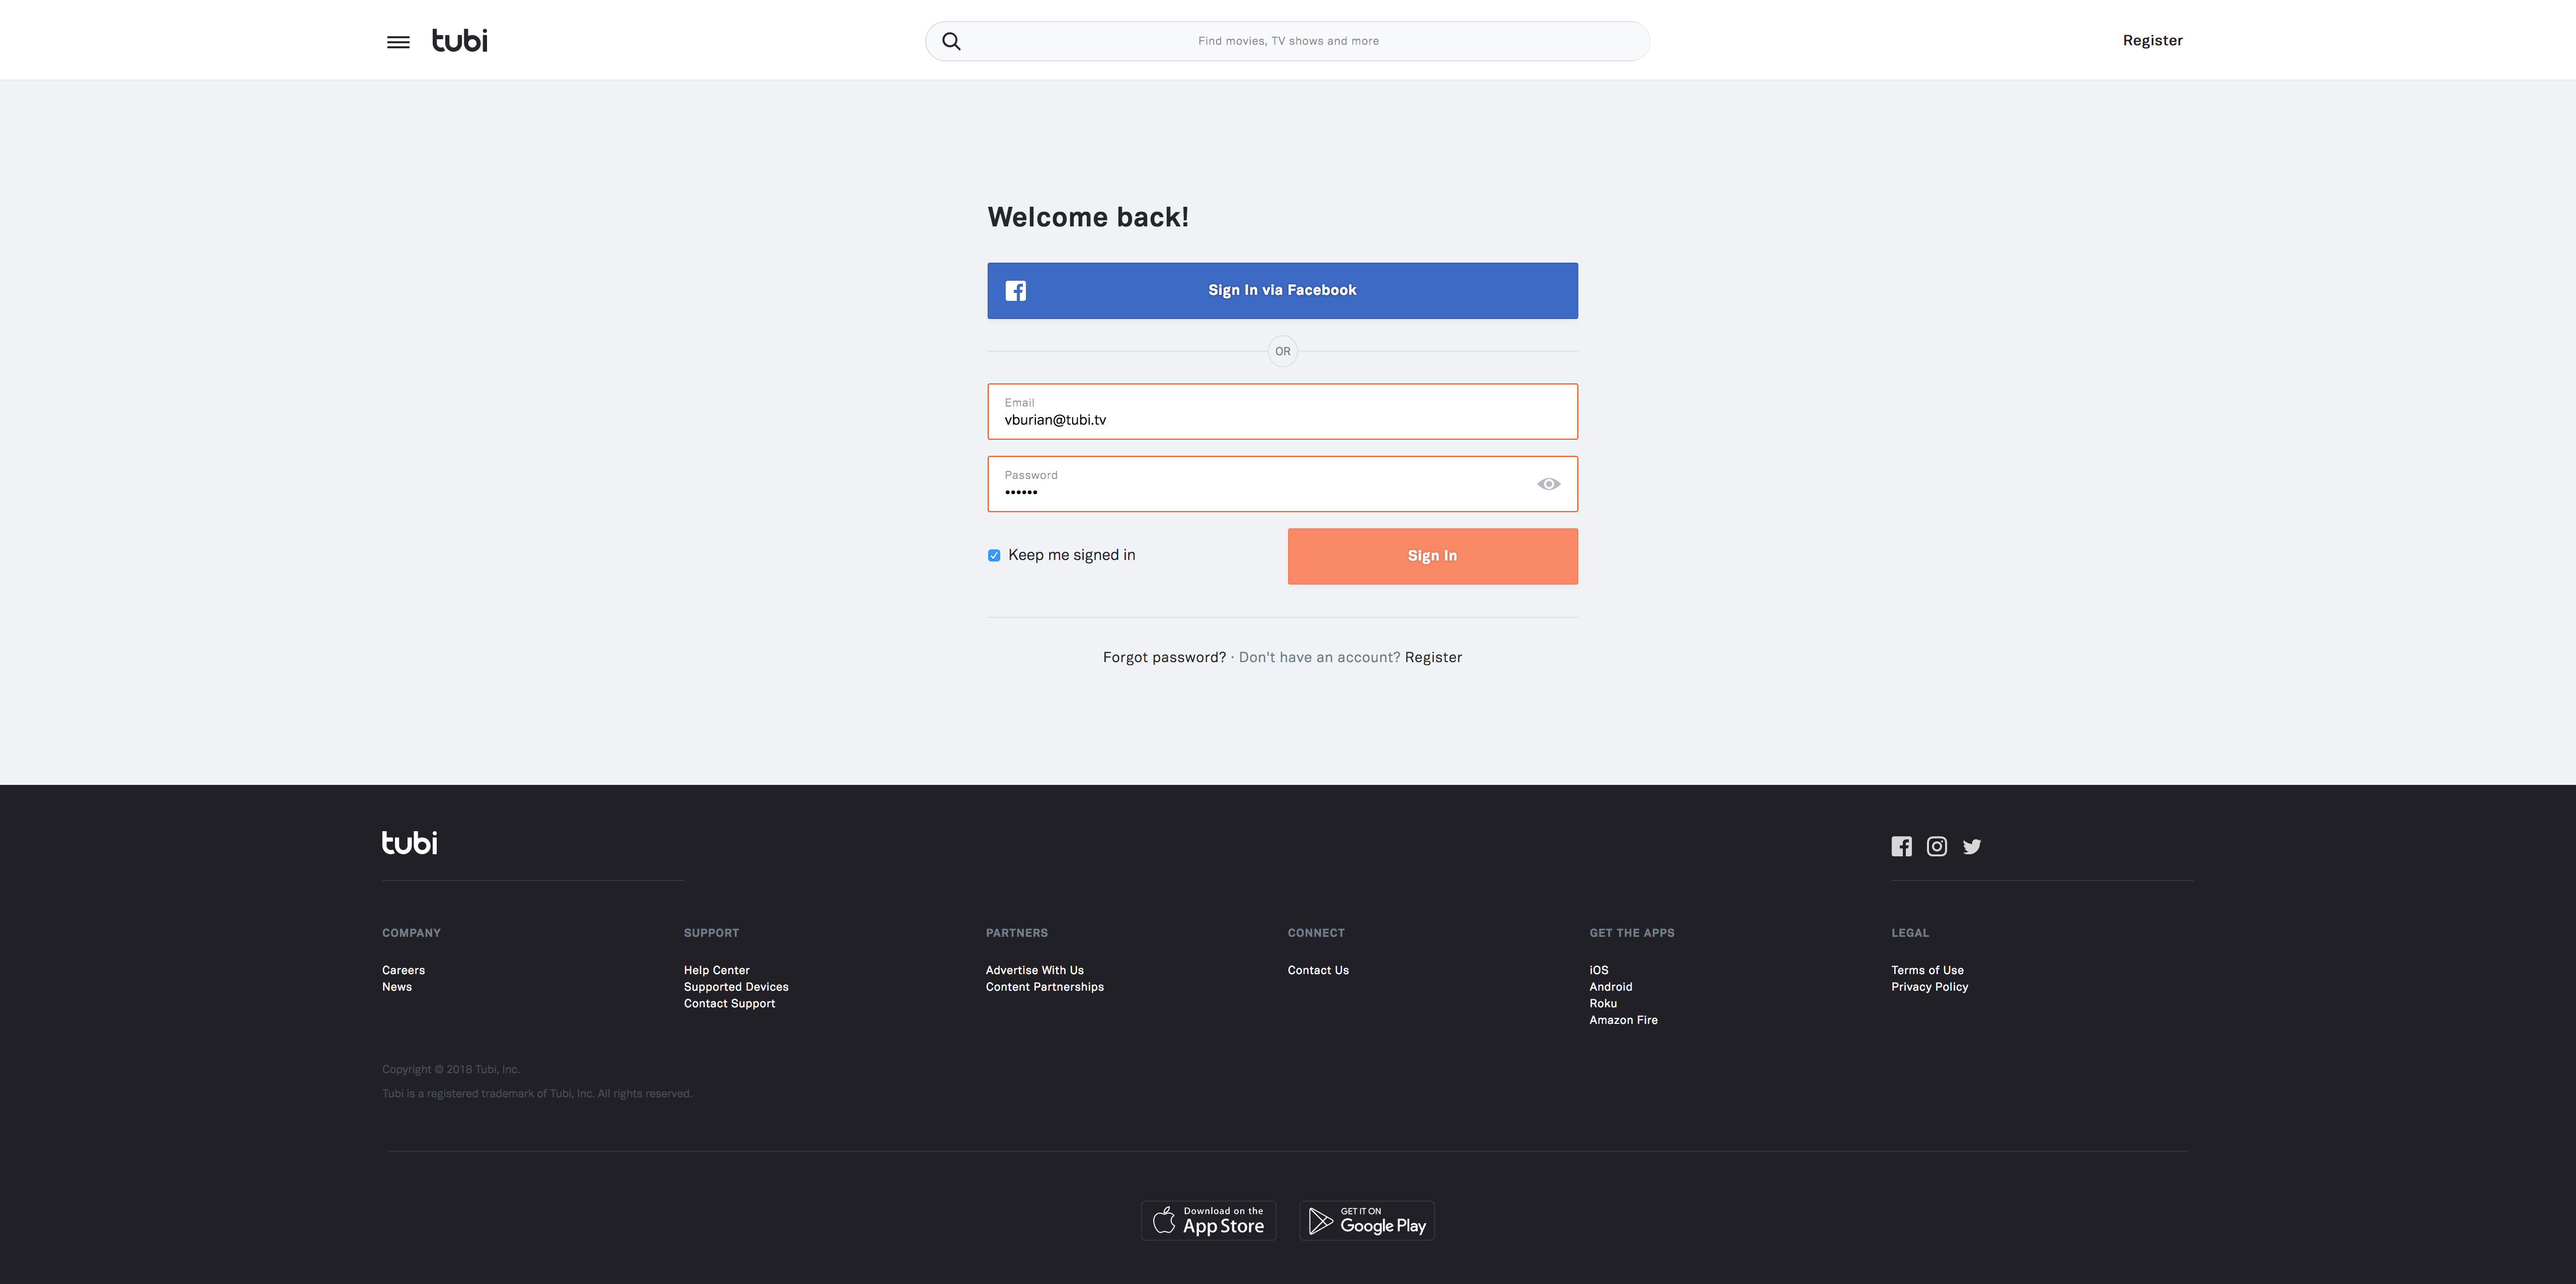 tubi
Find movies, TV shows and more
Register
Welcome back!
Sign In via Facebook
OR
Email
vburian@tubi.tv
Password
••••••
Keep me signed in
Sign In
Forgot password? · Don't have an account? Register
tubi
COMPANY
Careers
News
SUPPORT
Help Center
Supported Devices
Contact Support
PARTNERS
Advertise With Us
Content Partnerships
CONNECT
Contact Us
GET THE APPS
iOS
Android
Roku
Amazon Fire
LEGAL
Terms of Use
Privacy Policy
Copyright © 2018 Tubi, Inc.
Tubi is a registered trademark of Tubi, Inc. All rights reserved.
Download on the
App Store
GET IT ON
Google Play